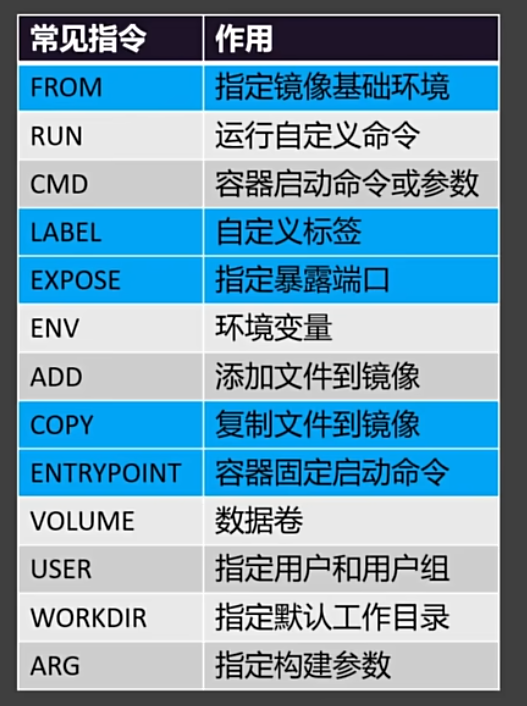 常见指令 作用
FROM 指定镜像基础环境
RUN 运行自定义命令
CMD 容器启动命令或参数
LABEL 自定义标签
EXPOSE 指定暴露端口
ENV 环境变量
ADD 添加文件到镜像
COPY 复制文件到镜像
ENTRYPOINT 容器固定启动命令
VOLUME 数据卷
USER 指定用户和用户组
WORKDIR 指定默认工作目录
ARG 指定构建参数